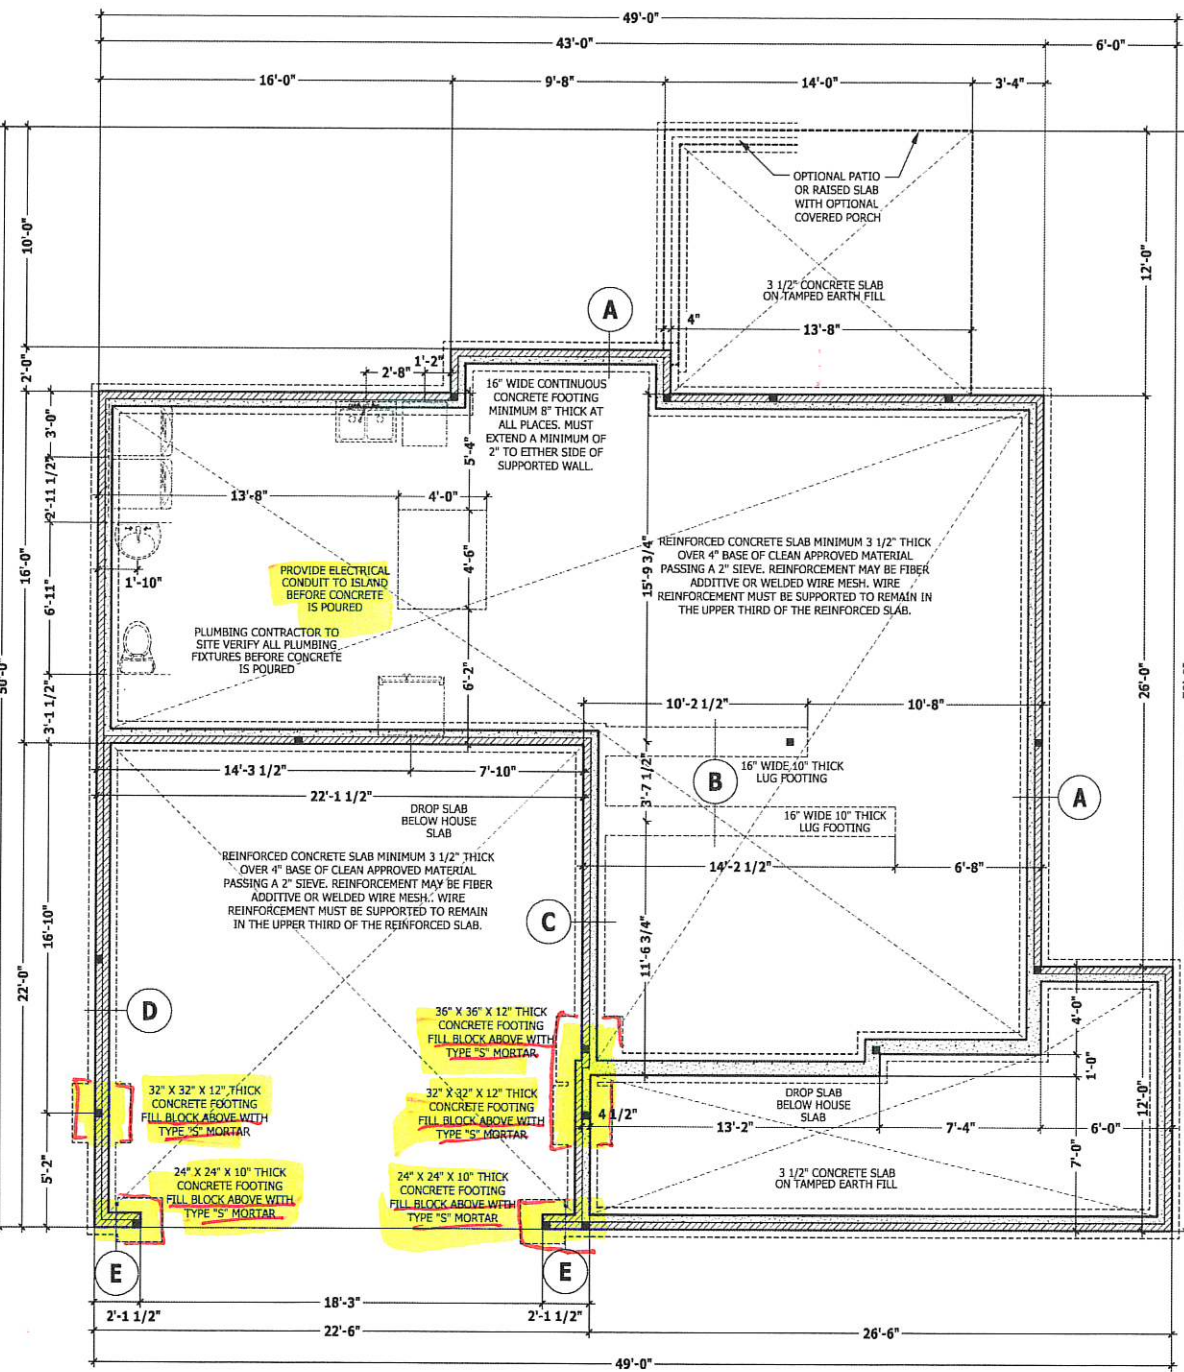 49'-0"
43'-0"
6'-0"
16'-0"
9'-8"
14'-0"
3'-4"
OPTIONAL PATIO
OR RAISED SLAB
WITH OPTIONAL
COVERED PORCH
10'-0"
12'-0"
3 1/2" CONCRETE SLAB
ON TAMPED EARTH FILL
A
4"
13'-8"
2'-0"
1'-2"
2'-8"
16" WIDE CONTINUOUS
CONCRETE FOOTING
MINIMUM 8" THICK AT
ALL PLACES. MUST
EXTEND A MINIMUM OF
2" TO EITHER SIDE OF
SUPPORTED WALL.
3'-0"
5'-4"
2'-11 1/2"
13'-8"
4'-0"
16'-0"
6'-11"
1'-10"
4'-6"
15'-9 3/4"
REINFORCED CONCRETE SLAB MINIMUM 3 1/2" THICK
OVER 4" BASE OF CLEAN APPROVED MATERIAL
PASSING A 2" SIEVE. REINFORCEMENT MAY BE FIBER
ADDITIVE OR WELDED WIRE MESH. WIRE
REINFORCEMENT MUST BE SUPPORTED TO REMAIN IN
THE UPPER THIRD OF THE REINFORCED SLAB.
PROVIDE ELECTRICAL
CONDUIT TO ISLAND
BEFORE CONCRETE
IS POURED
PLUMBING CONTRACTOR TO
SITE VERIFY ALL PLUMBING
FIXTURES BEFORE CONCRETE
IS POURED
50'-0"
3'-1 1/2"
6'-2"
26'-0"
10'-2 1/2"
10'-8"
14'-3 1/2"
7'-10"
22'-1 1/2"
3'-7 1/2"
B
16" WIDE 10" THICK
LUG FOOTING
A
16" WIDE 10" THICK
LUG FOOTING
DROP SLAB
BELOW HOUSE
SLAB
REINFORCED CONCRETE SLAB MINIMUM 3 1/2" THICK
OVER 4" BASE OF CLEAN APPROVED MATERIAL
PASSING A 2" SIEVE. REINFORCEMENT MAY BE FIBER
ADDITIVE OR WELDED WIRE MESH. WIRE
REINFORCEMENT MUST BE SUPPORTED TO REMAIN
IN THE UPPER THIRD OF THE REINFORCED SLAB.
14'-2 1/2"
6'-8"
16'-10"
C
11'-6 3/4"
22'-0"
D
36" X 36" X 12" THICK
CONCRETE FOOTING
FILL BLOCK ABOVE WITH
TYPE "S" MORTAR
4'-0"
1'-0"
32" X 32" X 12" THICK
CONCRETE FOOTING
FILL BLOCK ABOVE WITH
TYPE "S" MORTAR
32" X 32" X 12" THICK
CONCRETE FOOTING
FILL BLOCK ABOVE WITH
TYPE "S" MORTAR
DROP SLAB
BELOW HOUSE
SLAB
4 1/2"
13'-2"
7'-4"
6'-0"
12'-0"
7'-0"
5'-2"
24" X 24" X 10" THICK
CONCRETE FOOTING
FILL BLOCK ABOVE WITH
TYPE "S" MORTAR
24" X 24" X 10" THICK
CONCRETE FOOTING
FILL BLOCK ABOVE WITH
TYPE "S" MORTAR
3 1/2" CONCRETE SLAB
ON TAMPED EARTH FILL
E
E
18'-3"
2'-1 1/2"
2'-1 1/2"
22'-6"
26'-6"
49'-0"